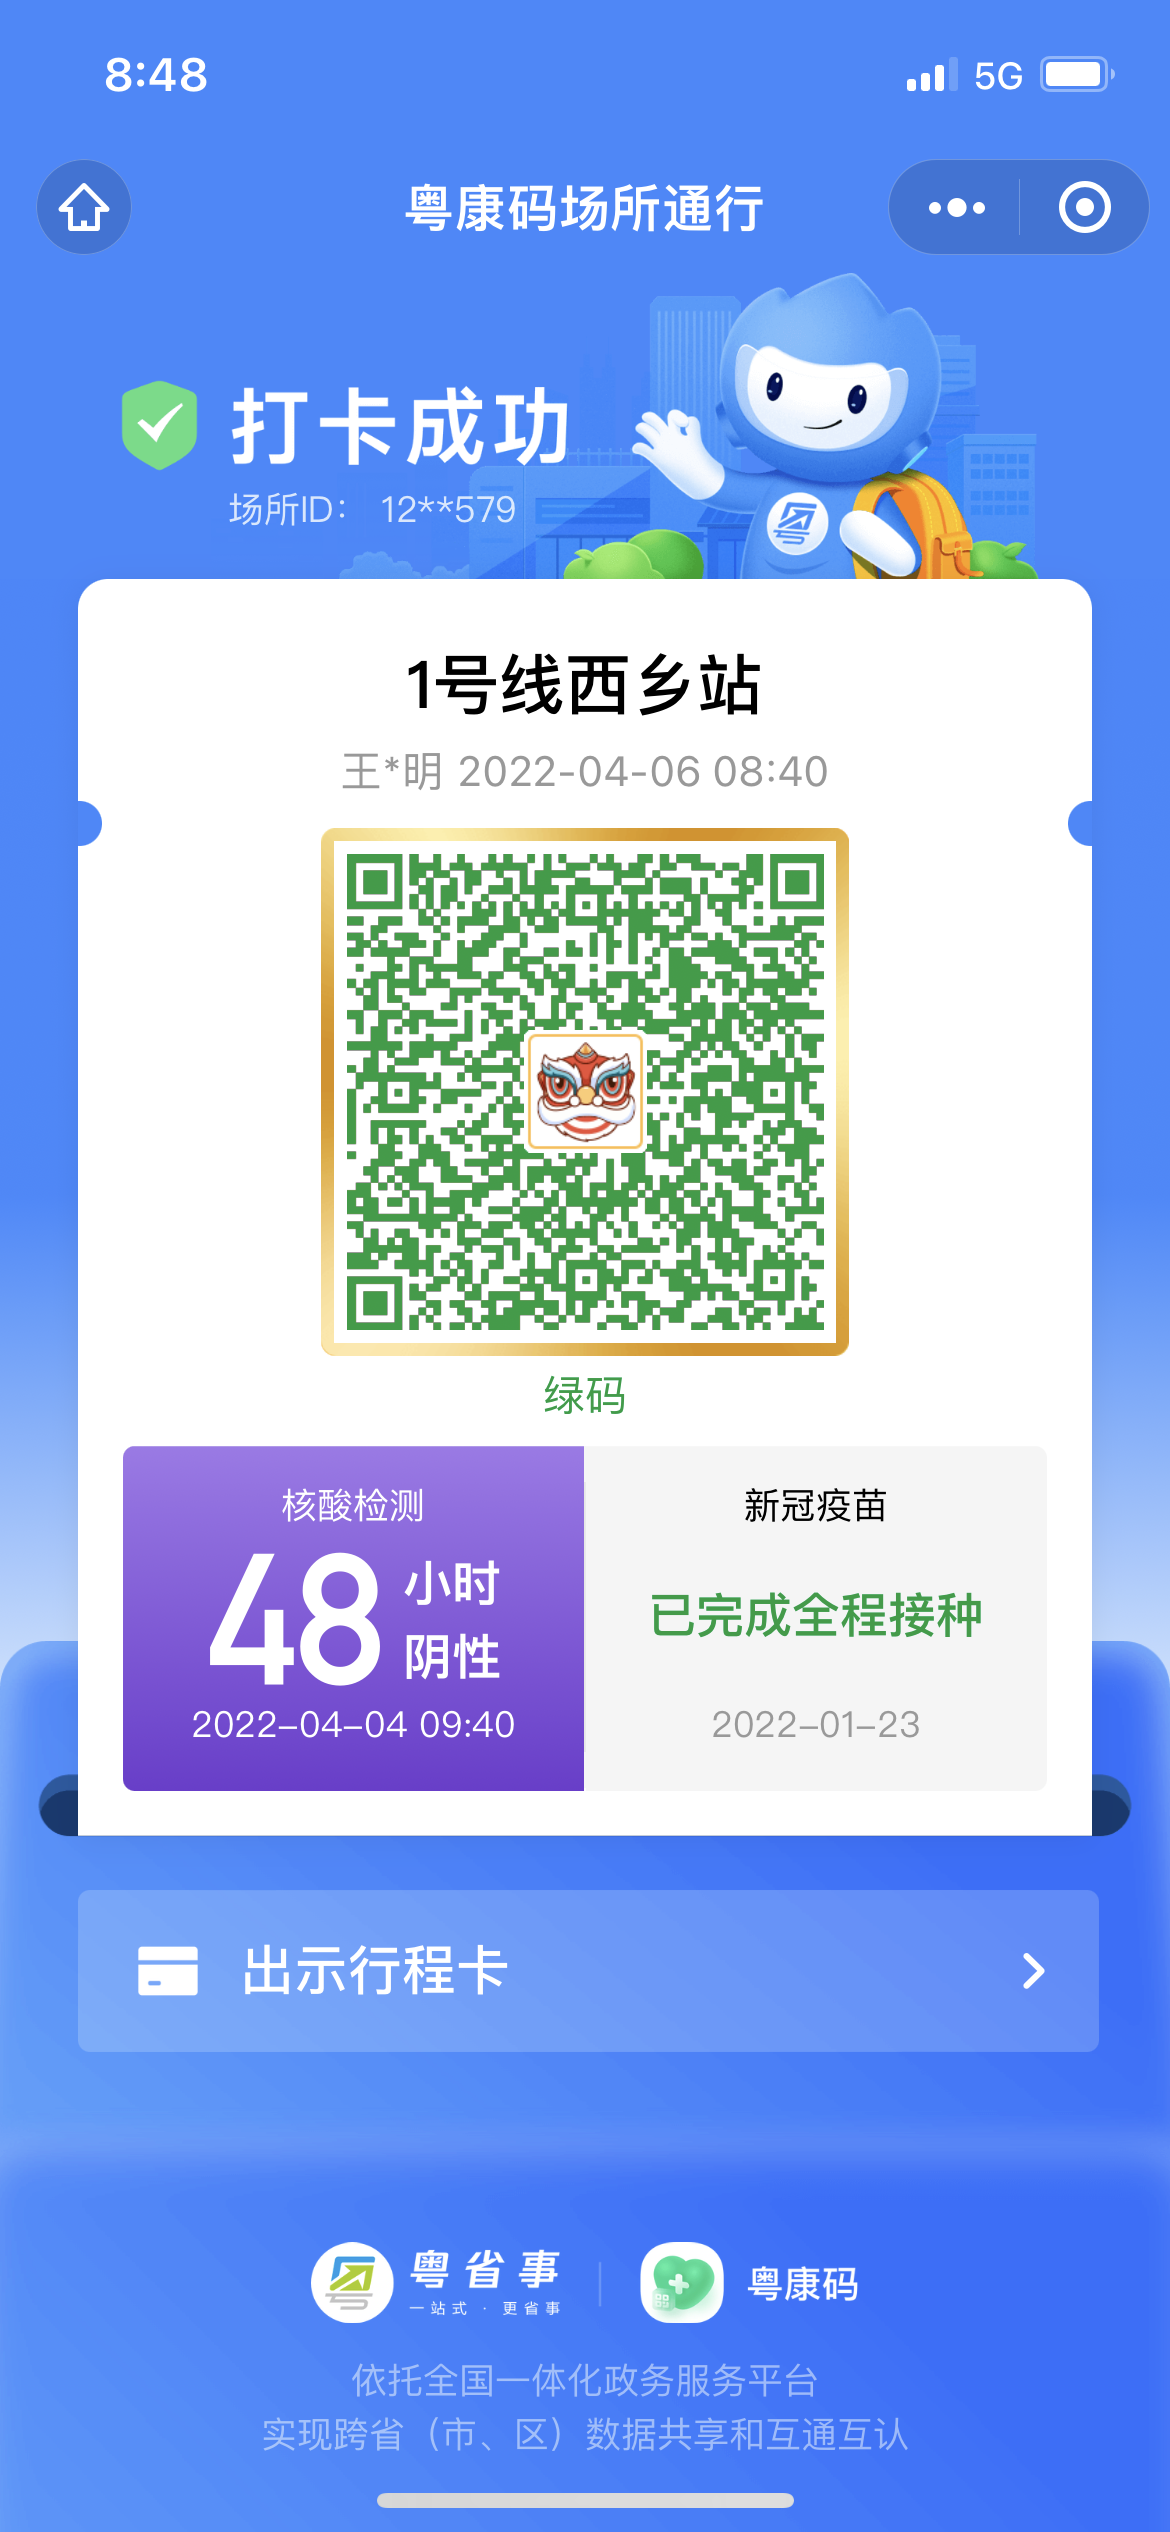 8:48
5G
粤康码场所通行
打卡成功
场所ID： 12**579
1号线西乡站
王*明 2022-04-06 08:40
绿码
核酸检测
48 小时
阴性
2022-04-04 09:40
新冠疫苗
已完成全程接种
2022-01-23
出示行程卡
粤省事
一站式 · 更省事
粤康码
依托全国一体化政务服务平台
实现跨省（市、区）数据共享和互通互认